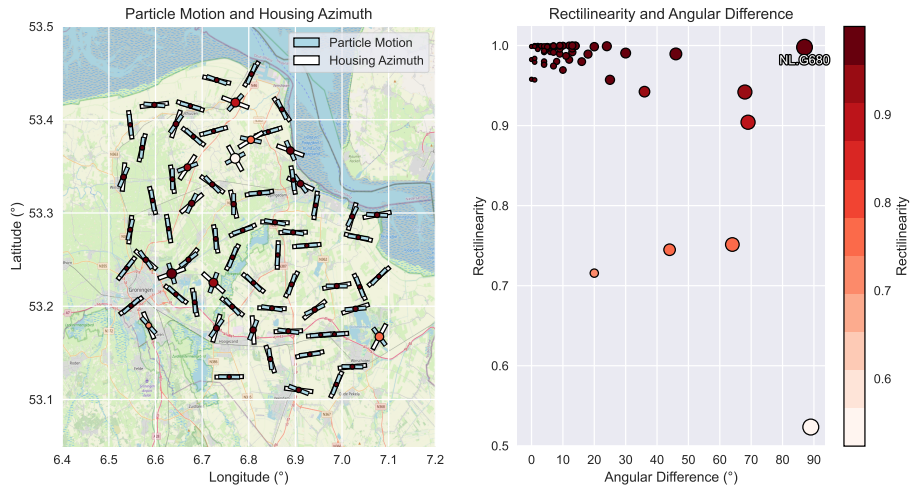 Particle Motion and Housing Azimuth
Particle Motion
Housing Azimuth
53.5
53.4
53.3
53.2
53.1
Latitude (°)
6.4 6.5 6.6 6.7 6.8 6.9 7.0 7.1 7.2
Longitude (°)
Groningen
Rectilinearity and Angular Difference
NL.G680
1.0
0.9
0.8
0.7
0.6
0.5
Rectilinearity
0 10 20 30 40 50 60 70 80 90
Angular Difference (°)
0.9
0.8
0.7
0.6
Rectilinearity